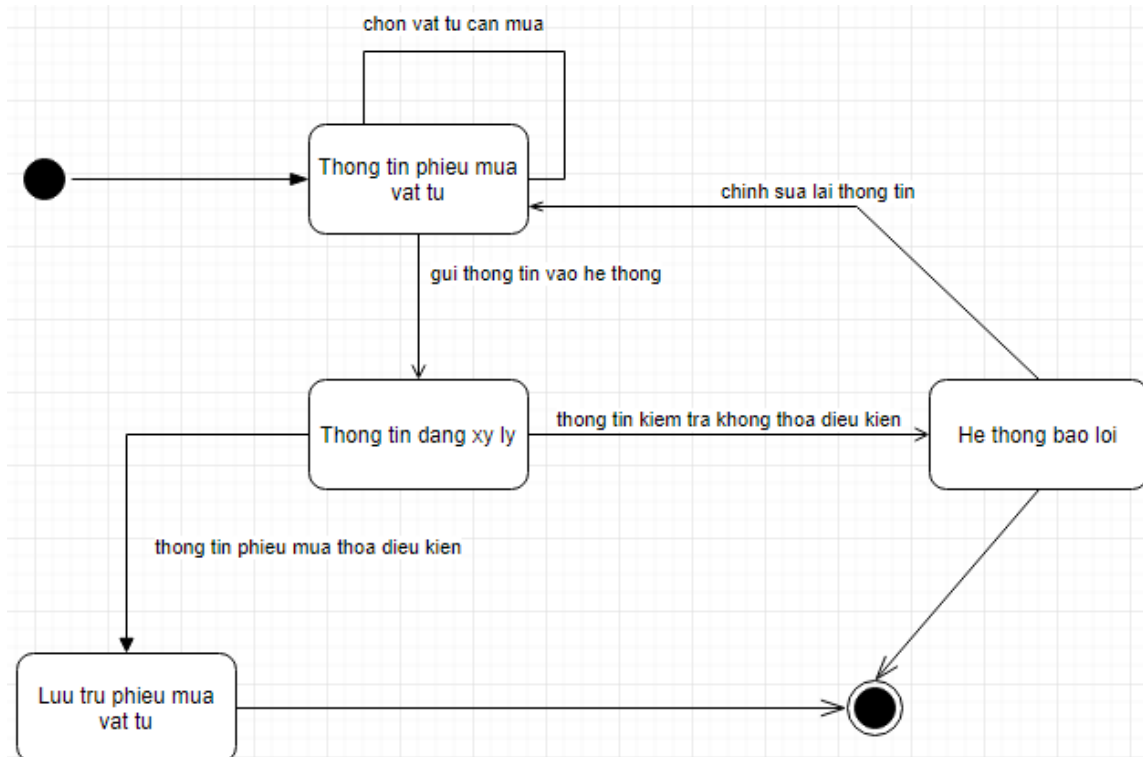 chon vat tu can mua
Thong tin phieu mua
vat tu
chinh sua lai thong tin
gui thong tin vao he thong
Thong tin dang xy ly
thong tin kiem tra khong thoa dieu kien
He thong bao loi
thong tin phieu mua thoa dieu kien
Luu tru phieu mua
vat tu